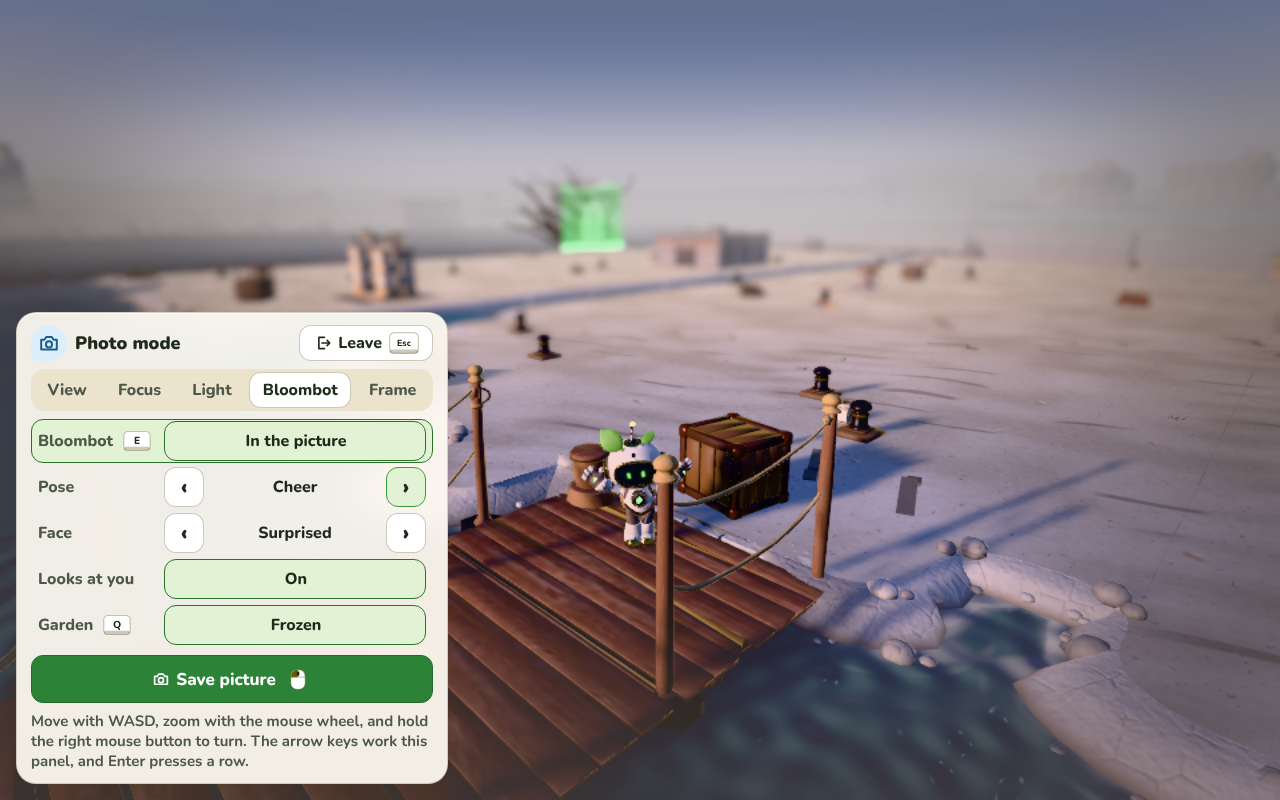 Photo mode
Leave Esc
View Focus Light Bloombot Frame
Bloombot E In the picture
Pose ‹ Cheer ›
Face ‹ Surprised ›
Looks at you On
Garden Q Frozen
Save picture
Move with WASD, zoom with the mouse wheel, and hold
the right mouse button to turn. The arrow keys work this
panel, and Enter presses a row.